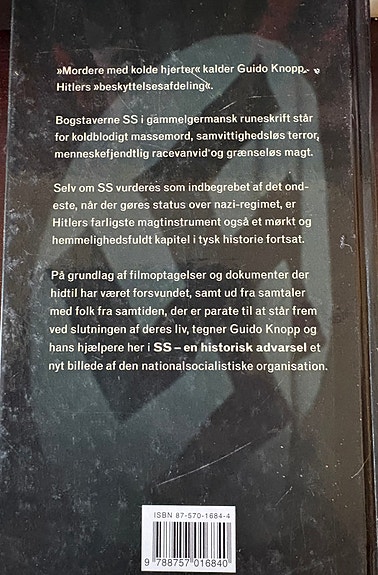 »Mordere med kolde hjerter« kalder Guido Knopp
Hitlers »beskyttelsesafdeling«.
Bogstaverne SS i gammelgermansk runeskrift står
for koldblodigt massemord, samvittighedsløs terror,
menneskefjendtlig racevanvid og grænseløs magt.
Selv om SS vurderes som indbegrebet af det ond-
este, når der gøres status over nazi-regimet, er
Hitlers farligste magtinstrument også et mørkt og
hemmelighedsfuldt kapitel i tysk historie fortsat.
På grundlag af filmoptagelser og dokumenter der
hidtil har været forsvundet, samt ud fra samtaler
med folk fra samtiden, der er parate til at står frem
ved slutningen af deres liv, tegner Guido Knopp og
hans hjælpere her i SS – en historisk advarsel et
nyt billede af den nationalsocialistiske organisation.
ISBN 87-570-1684-4
9 788757 016840